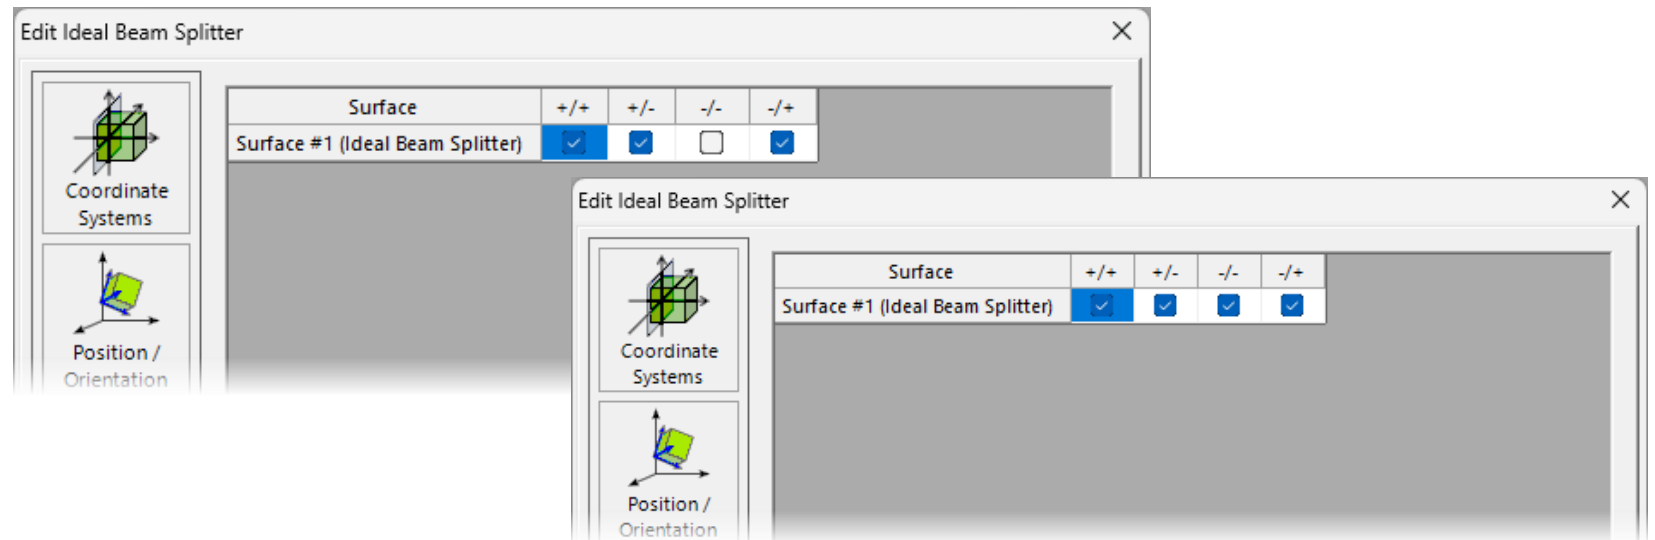 Edit Ideal Beam Splitter
Surface +/+ +/- -/- -/+
Surface #1 (Ideal Beam Splitter)
Coordinate
Systems
Position /
Orientation
Edit Ideal Beam Splitter
Surface +/+ +/- -/- -/+
Surface #1 (Ideal Beam Splitter)
Coordinate
Systems
Position /
Orientation